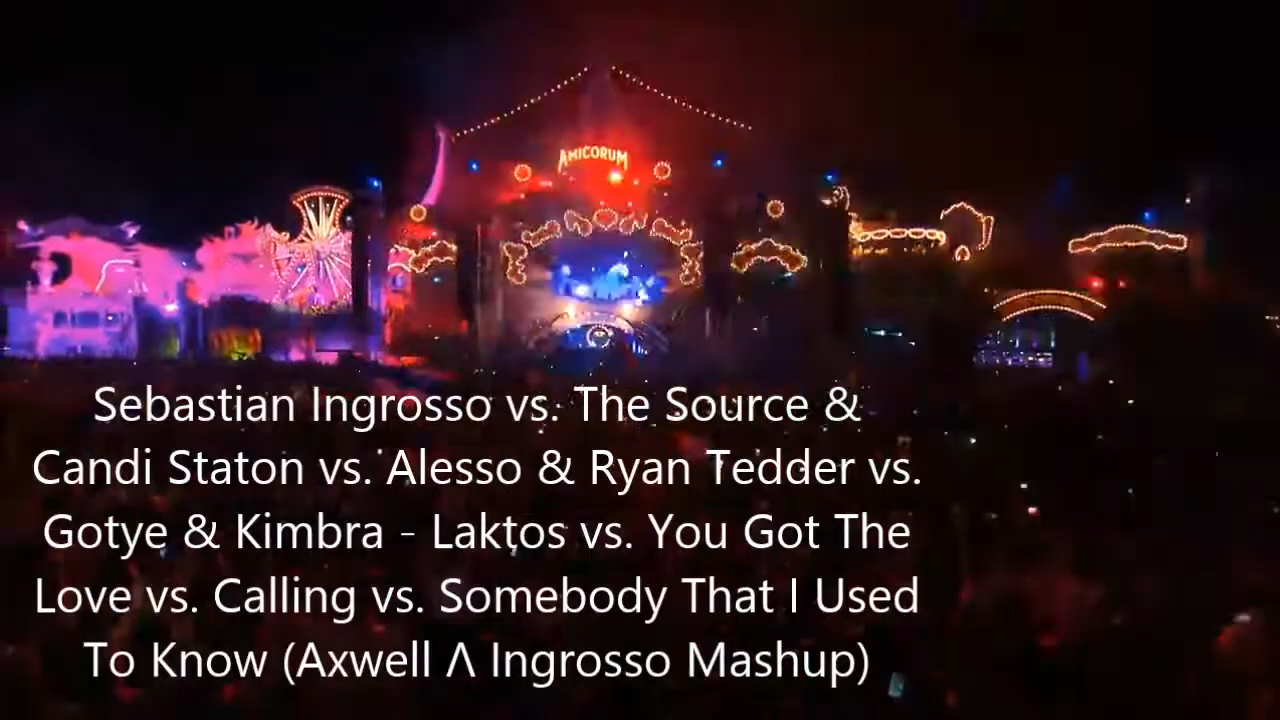 AMICORUM
Sebastian Ingrosso vs. The Source &
Candi Staton vs. Alesso & Ryan Tedder vs.
Gotye & Kimbra - Laktos vs. You Got The
Love vs. Calling vs. Somebody That I Used
To Know (Axwell Λ Ingrosso Mashup)